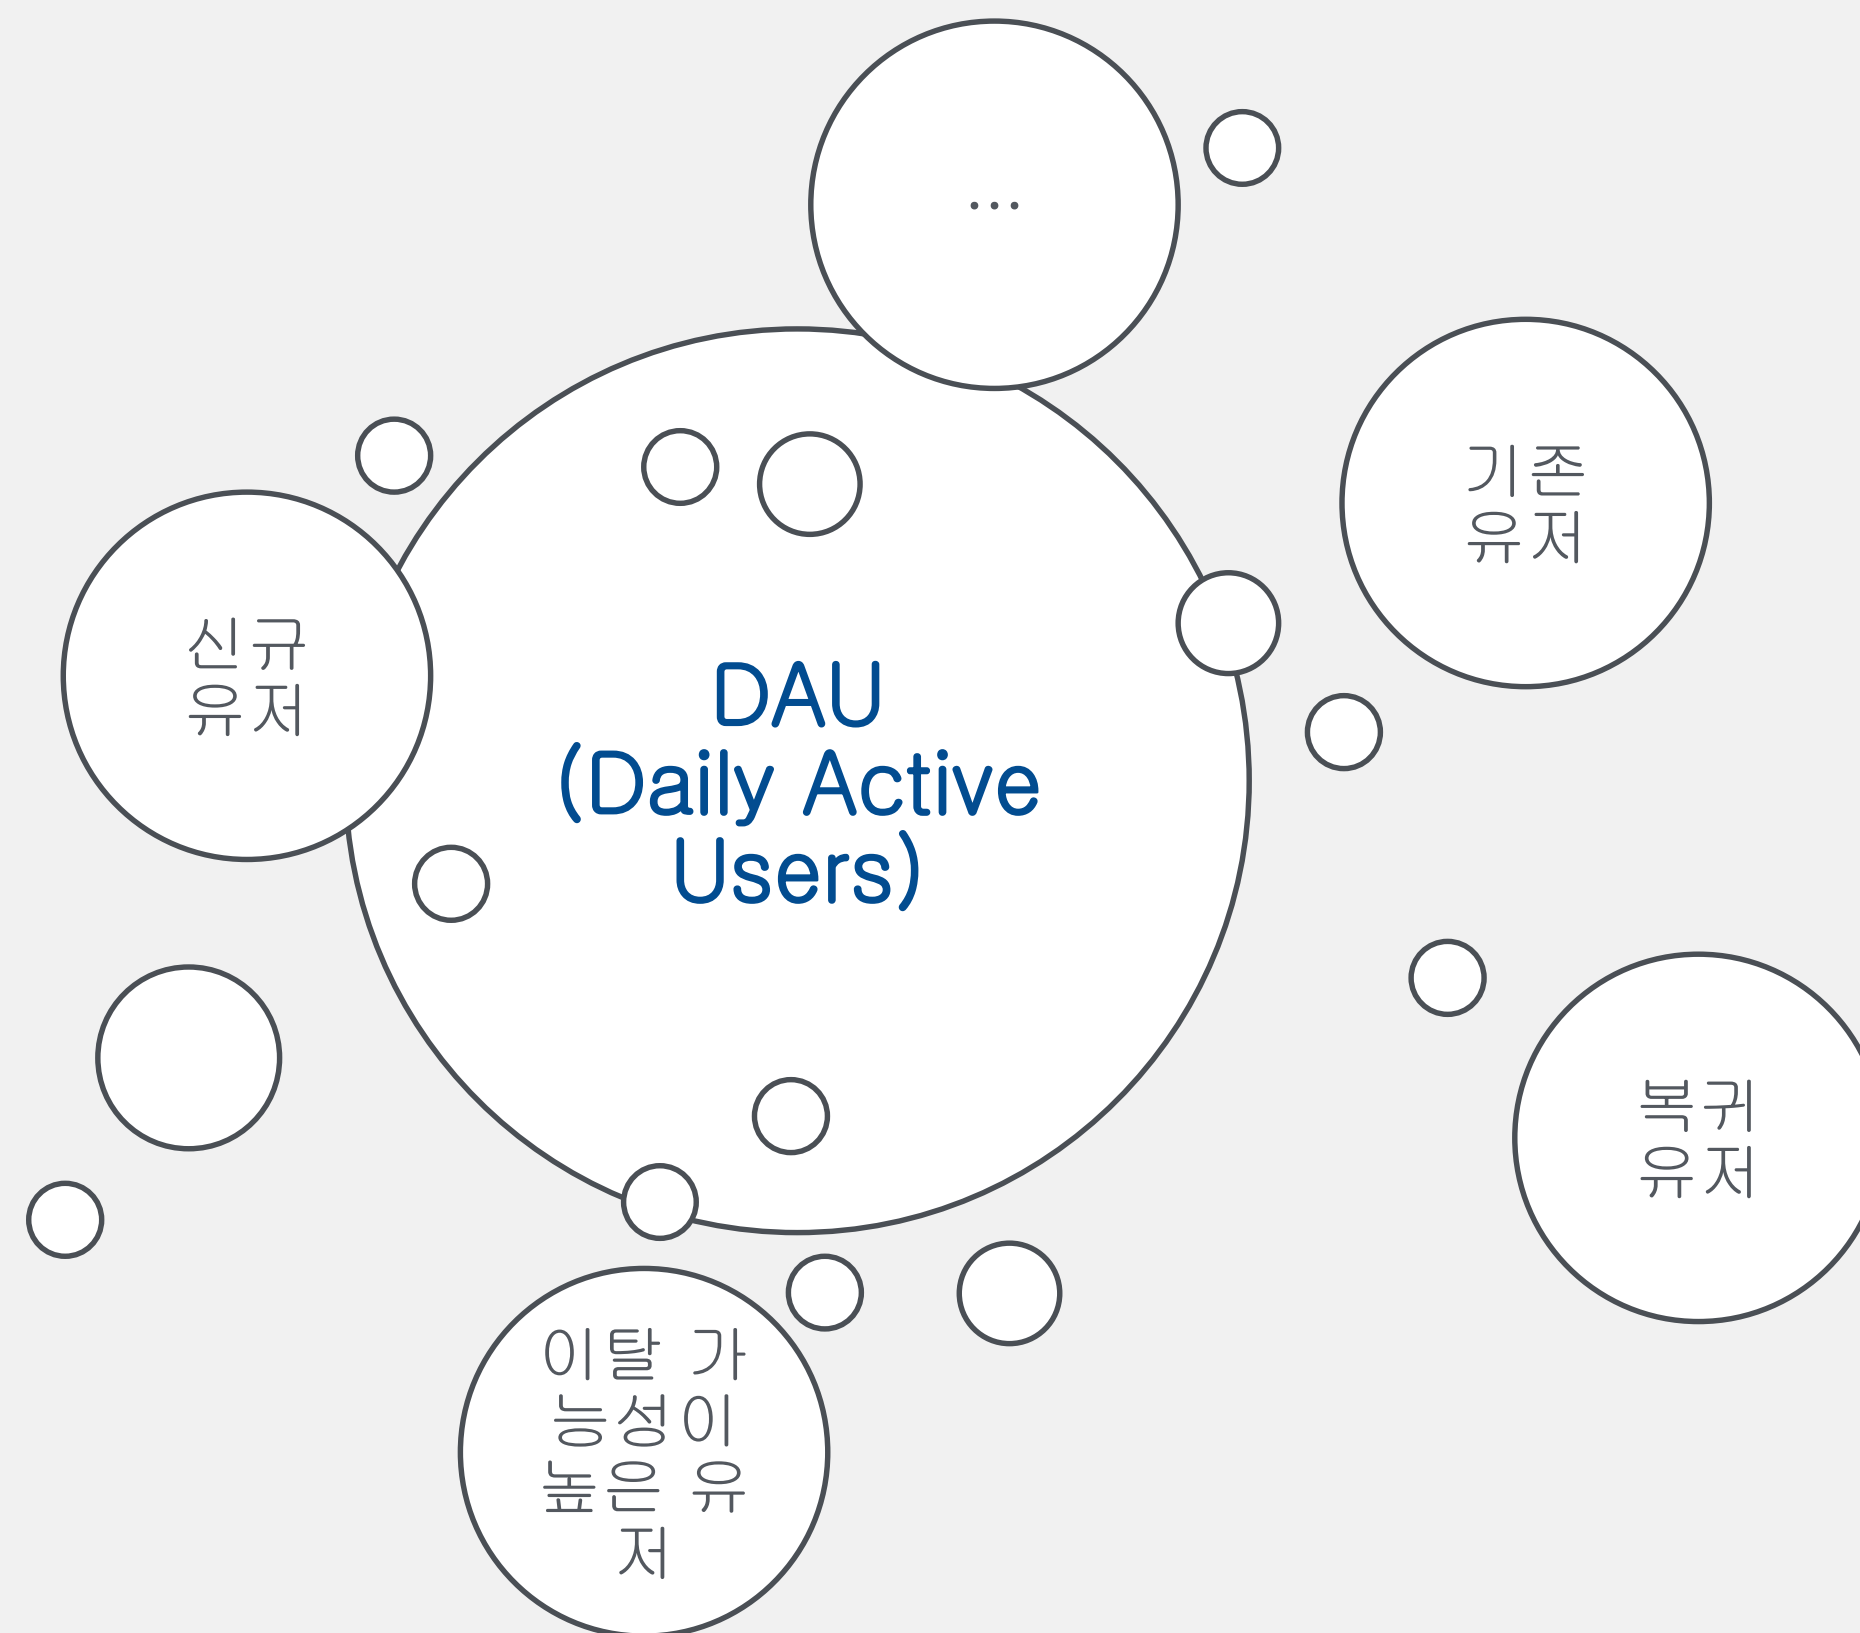 ...
기존
유저
신규
유저
DAU
(Daily Active
Users)
복귀
유저
이탈 가
능성이
높은 유
저